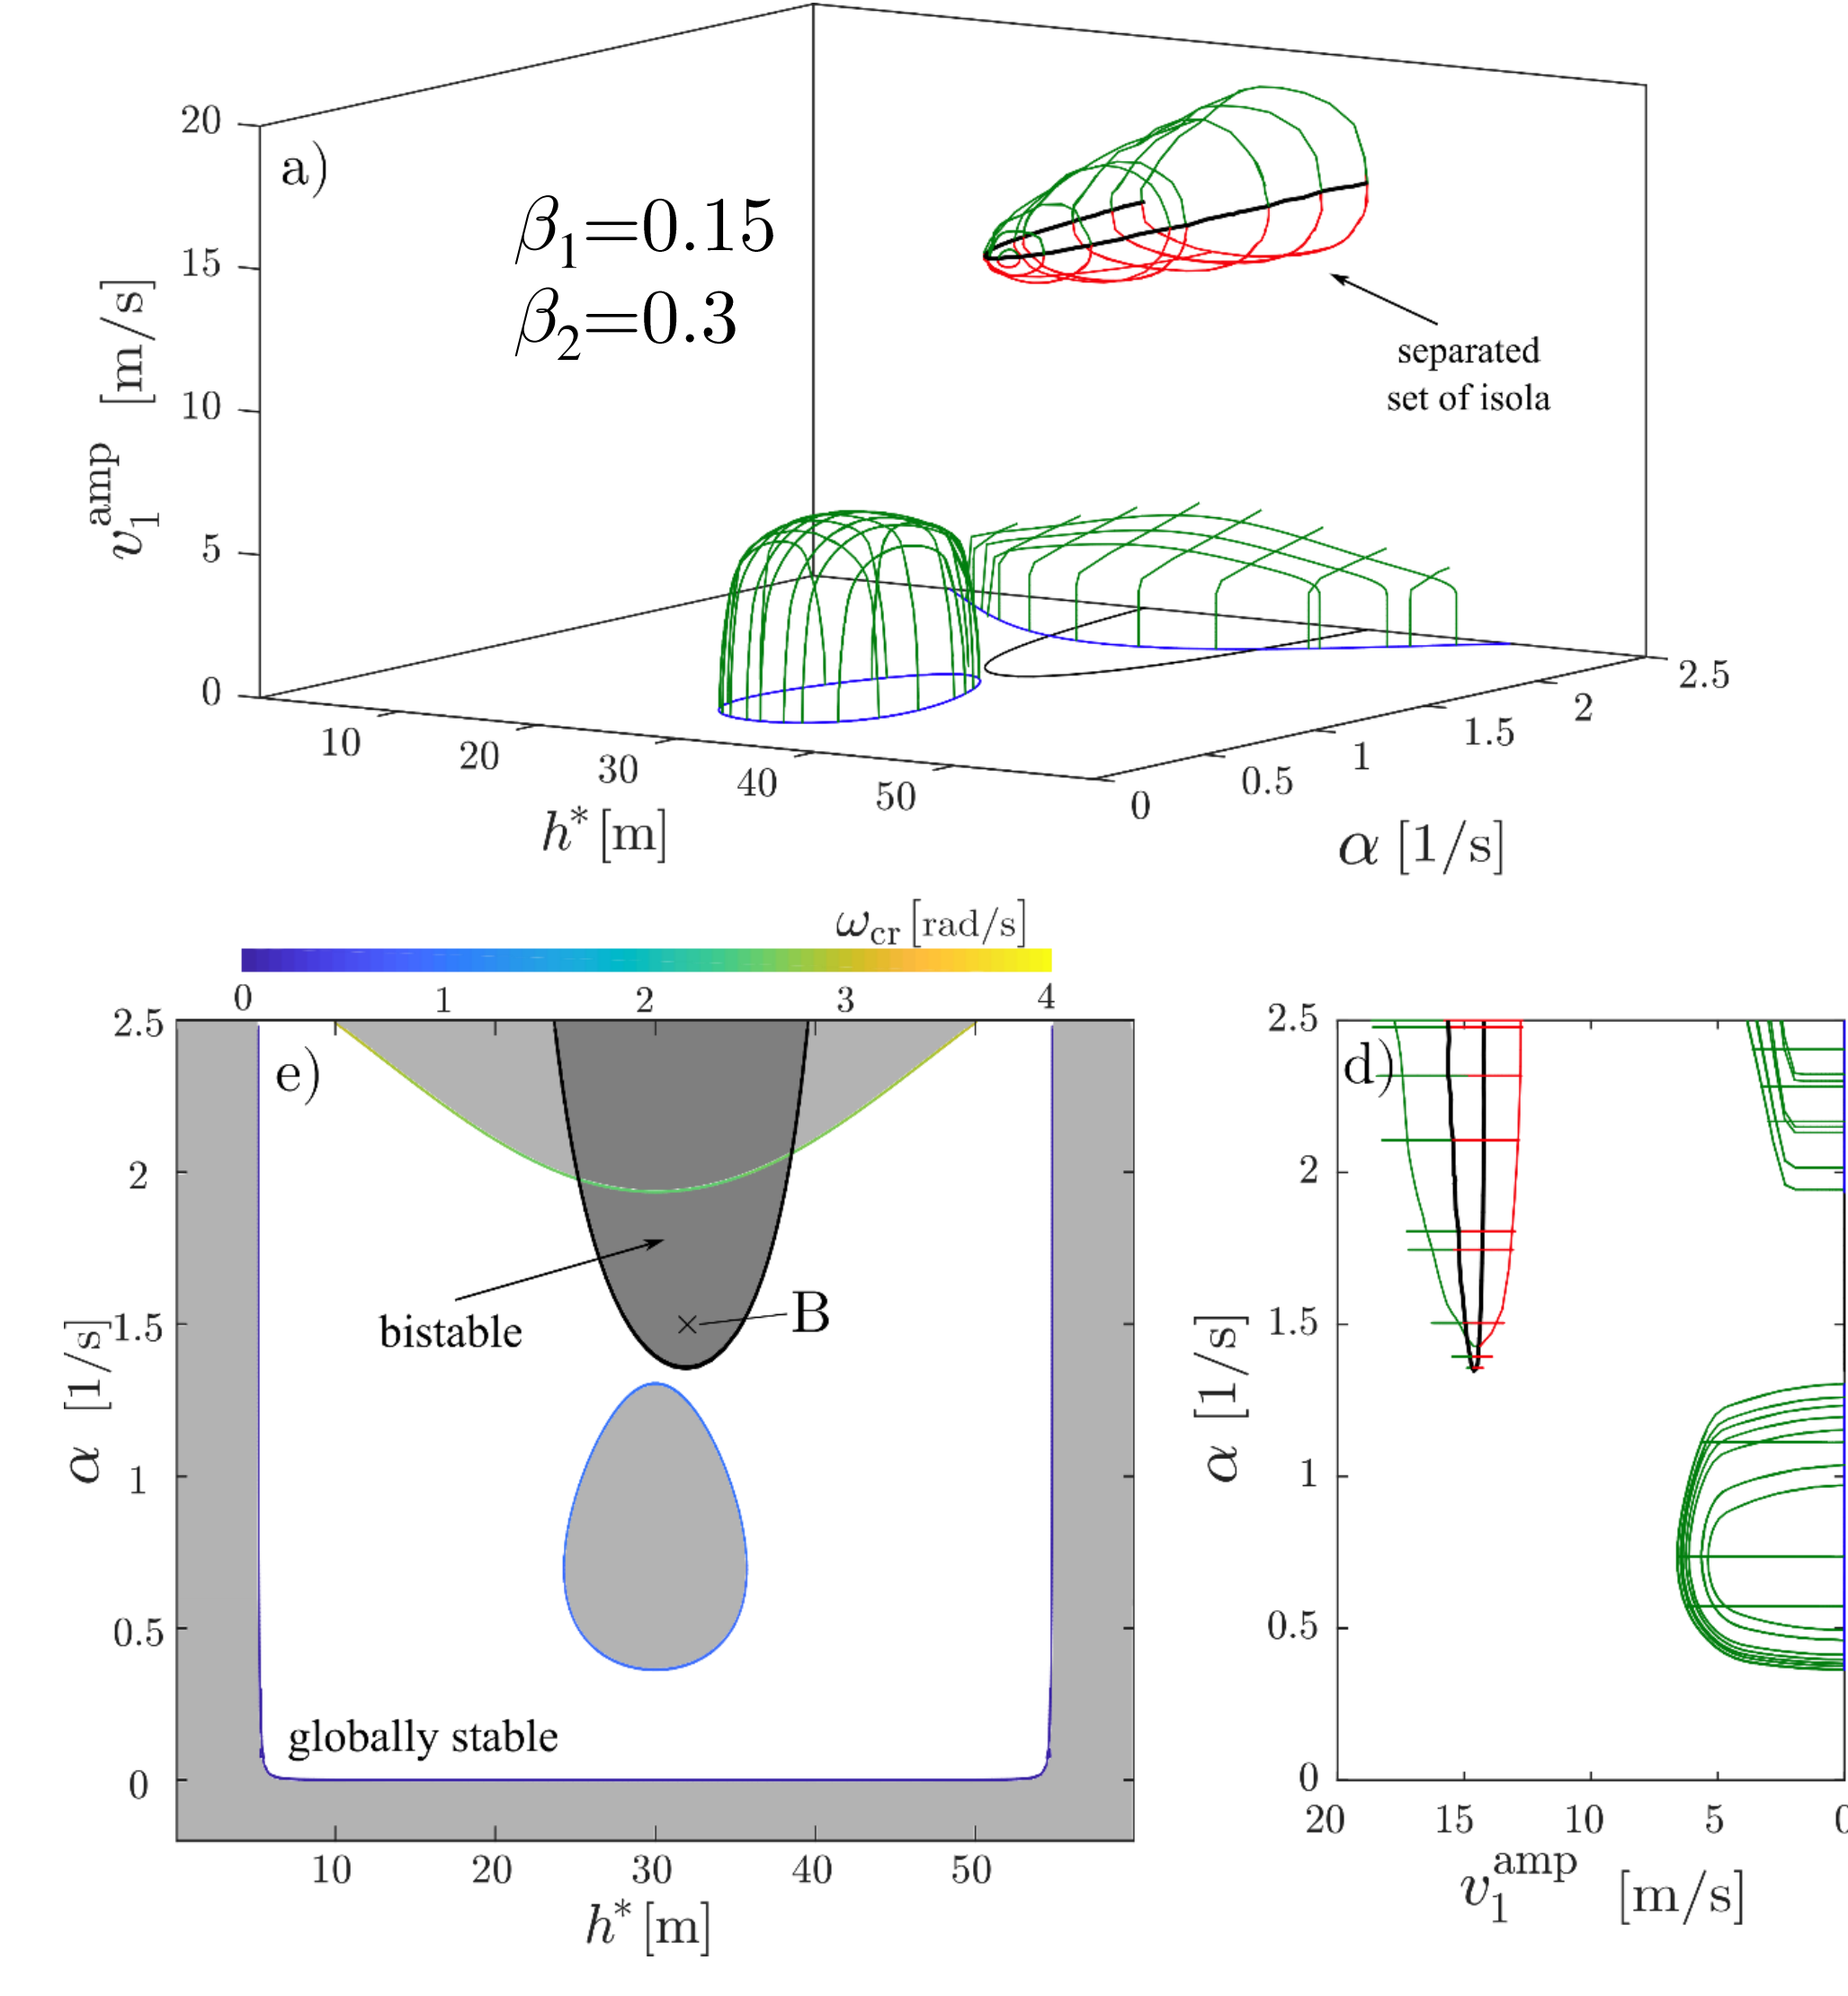 a)
β₁=0.15
β₂=0.3
20
15
10
5
0
v₁ᵃᵐᵖ [m/s]
10
20
30
40
50
h* [m]
0
0.5
1
1.5
2
2.5
α [1/s]
separated
set of isola
ω_cr [rad/s]
0 1 2 3 4
e)
2.5
2
1.5
1
0.5
0
α [1/s]
bistable
B
globally stable
10 20 30 40 50
h* [m]
d)
2.5
2
1.5
1
0.5
0
α [1/s]
20 15 10 5 0
v₁ᵃᵐᵖ [m/s]